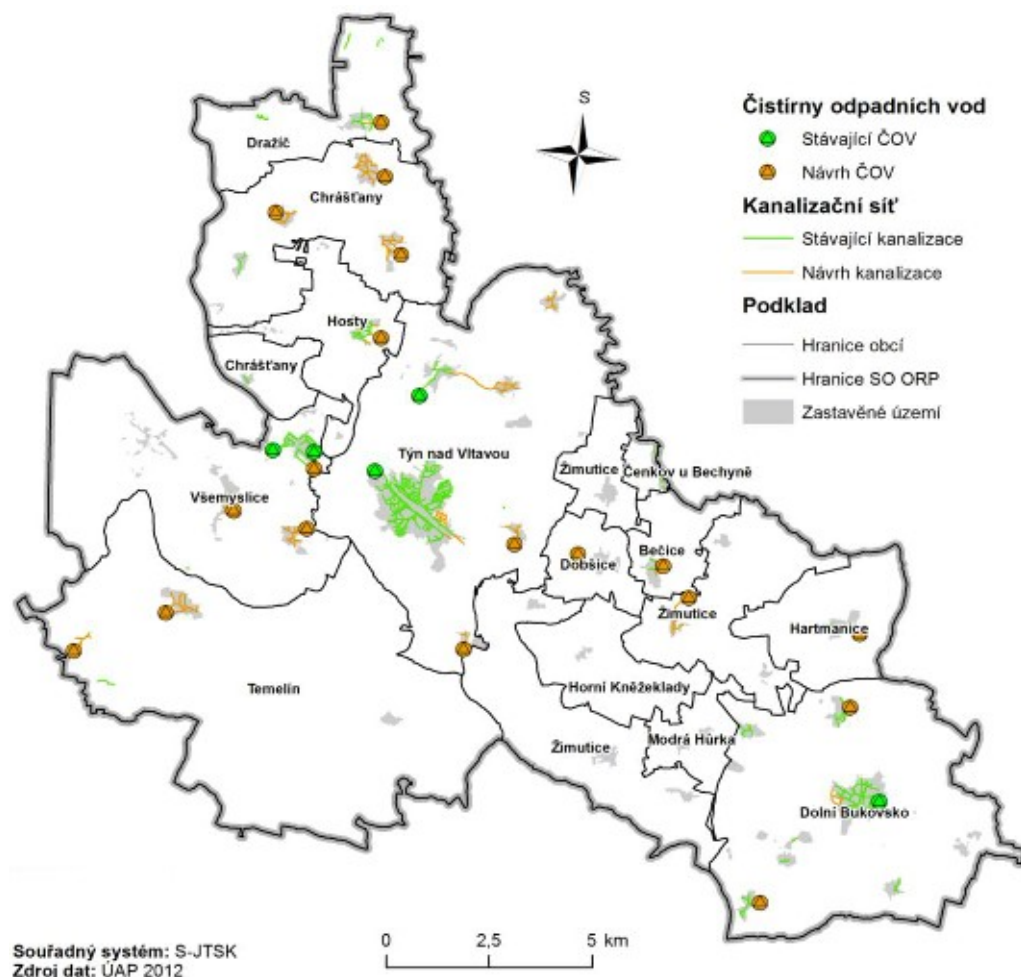 S
Čistírny odpadních vod
Stávající ČOV
Návrh ČOV
Kanalizační síť
Stávající kanalizace
Návrh kanalizace
Podklad
Hranice obcí
Hranice SO ORP
Zastavěné území
Dražíč
Chrášťany
Hosty
Chrášťany
Týn nad Vltavou
Žimutice
Čenkov u Bechyně
Všemyslice
Bečice
Dobšice
Žimutice
Hartmanice
Temelín
Horní Kněžeklady
Žimutice
Modrá Hůrka
Dolní Bukovsko
0 2,5 5 km
Souřadný systém: S-JTSK
Zdroj dat: ÚAP 2012